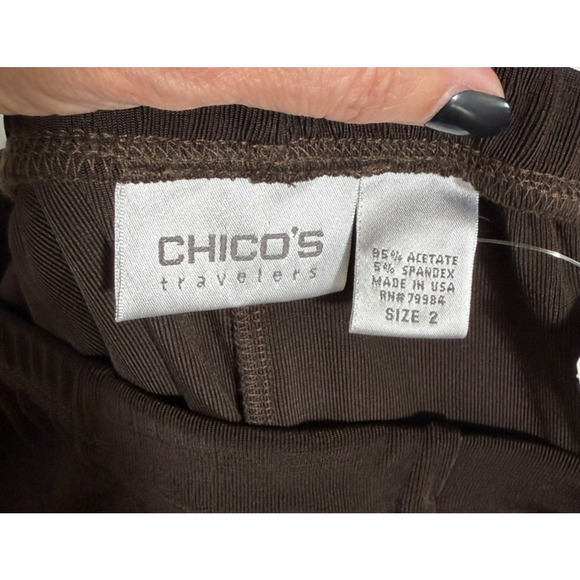 CHICO'S
travelers
95% ACETATE
5% SPANDEX
MADE IN USA
RN#79984
SIZE 2